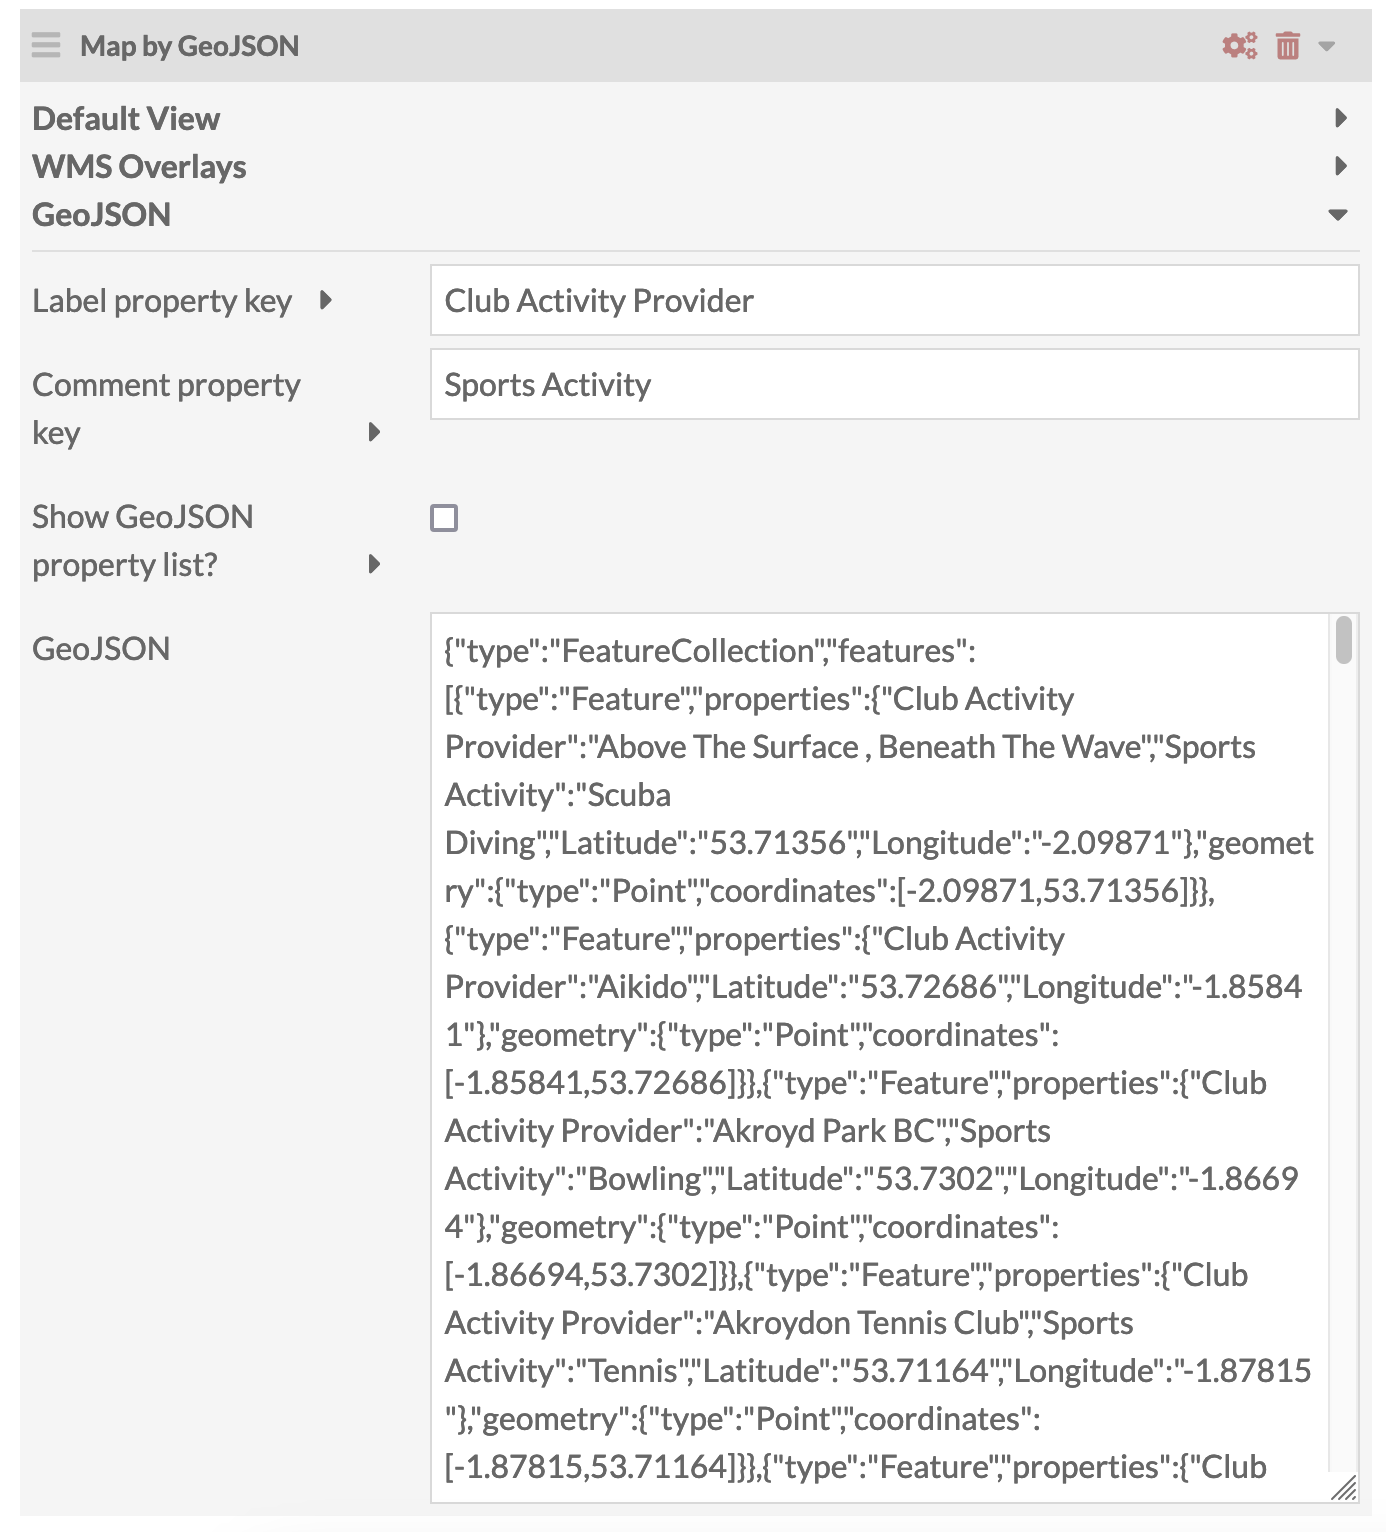 Map by GeoJSON
Default View
WMS Overlays
GeoJSON
Label property key
Club Activity Provider
Comment property
key
Sports Activity
Show GeoJSON
property list?
GeoJSON
{"type":"FeatureCollection","features":
[{"type":"Feature","properties":{"Club Activity
Provider":"Above The Surface , Beneath The Wave","Sports
Activity":"Scuba
Diving","Latitude":"53.71356","Longitude":"-2.09871"},"geomet
ry":{"type":"Point","coordinates":[-2.09871,53.71356]}},
{"type":"Feature","properties":{"Club Activity
Provider":"Aikido","Latitude":"53.72686","Longitude":"-1.8584
1"},"geometry":{"type":"Point","coordinates":
[-1.85841,53.72686]}},{"type":"Feature","properties":{"Club
Activity Provider":"Akroyd Park BC","Sports
Activity":"Bowling","Latitude":"53.7302","Longitude":"-1.8669
4"},"geometry":{"type":"Point","coordinates":
[-1.86694,53.7302]}},{"type":"Feature","properties":{"Club
Activity Provider":"Akroydon Tennis Club","Sports
Activity":"Tennis","Latitude":"53.71164","Longitude":"-1.87815
"},"geometry":{"type":"Point","coordinates":
[-1.87815,53.71164]}},{"type":"Feature","properties":{"Club